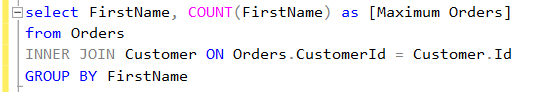 select FirstName, COUNT(FirstName) as [Maximum Orders]
from Orders
INNER JOIN Customer ON Orders.CustomerId = Customer.Id
GROUP BY FirstName